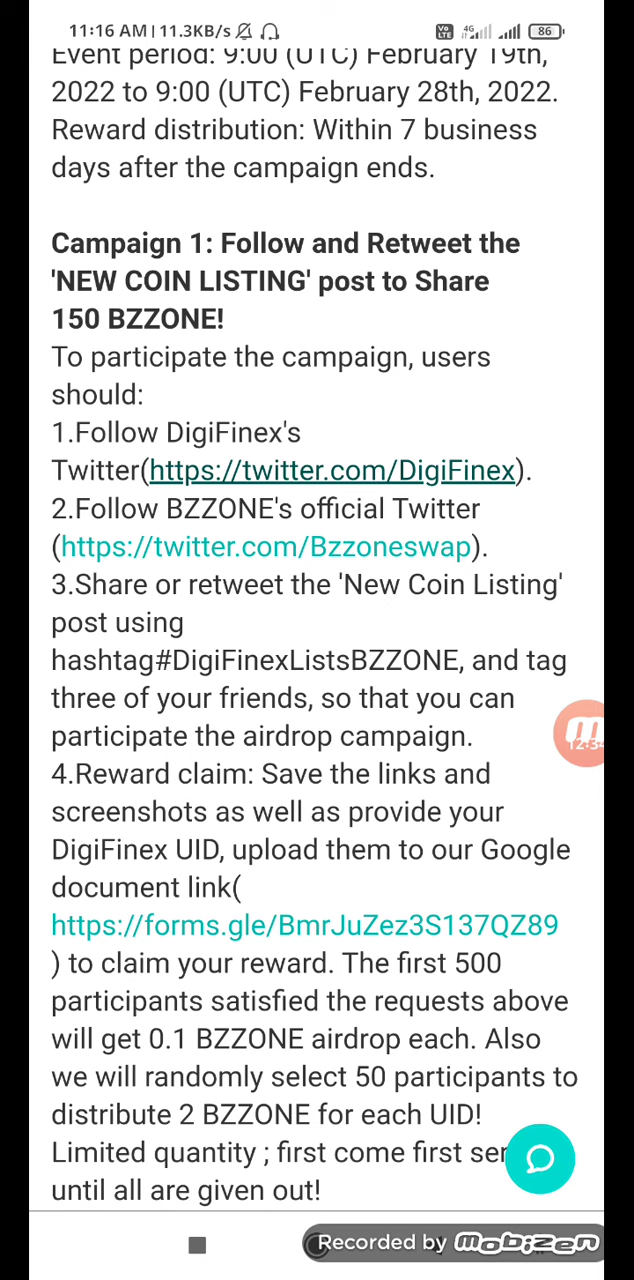 11:16 AM | 11.3KB/s
Vo LTE 4G 86
Event period: 9:00 (UTC) February 19th,
2022 to 9:00 (UTC) February 28th, 2022.
Reward distribution: Within 7 business
days after the campaign ends.
Campaign 1: Follow and Retweet the
'NEW COIN LISTING' post to Share
150 BZZONE!
To participate the campaign, users
should:
1.Follow DigiFinex's
Twitter(https://twitter.com/DigiFinex).
2.Follow BZZONE's official Twitter
(https://twitter.com/Bzzoneswap).
3.Share or retweet the 'New Coin Listing'
post using
hashtag#DigiFinexListsBZZONE, and tag
three of your friends, so that you can
participate the airdrop campaign.
m
12:34
4.Reward claim: Save the links and
screenshots as well as provide your
DigiFinex UID, upload them to our Google
document link(
https://forms.gle/BmrJuZez3S137QZ89
) to claim your reward. The first 500
participants satisfied the requests above
will get 0.1 BZZONE airdrop each. Also
we will randomly select 50 participants to
distribute 2 BZZONE for each UID!
Limited quantity ; first come first ser
until all are given out!
Recorded by mobizen